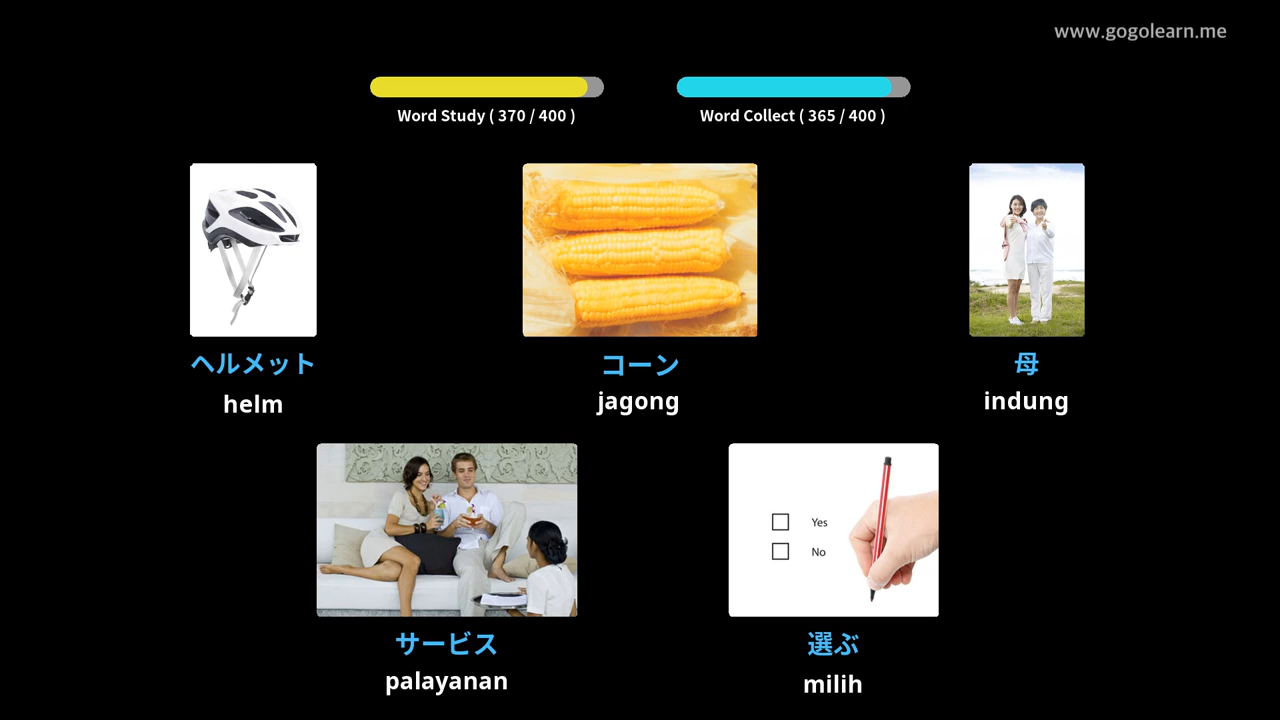 www.gogolearn.me
Word Study ( 370 / 400 )
Word Collect ( 365 / 400 )
ヘルメット
helm
コーン
jagong
母
indung
Yes
No
サービス
palayanan
選ぶ
milih